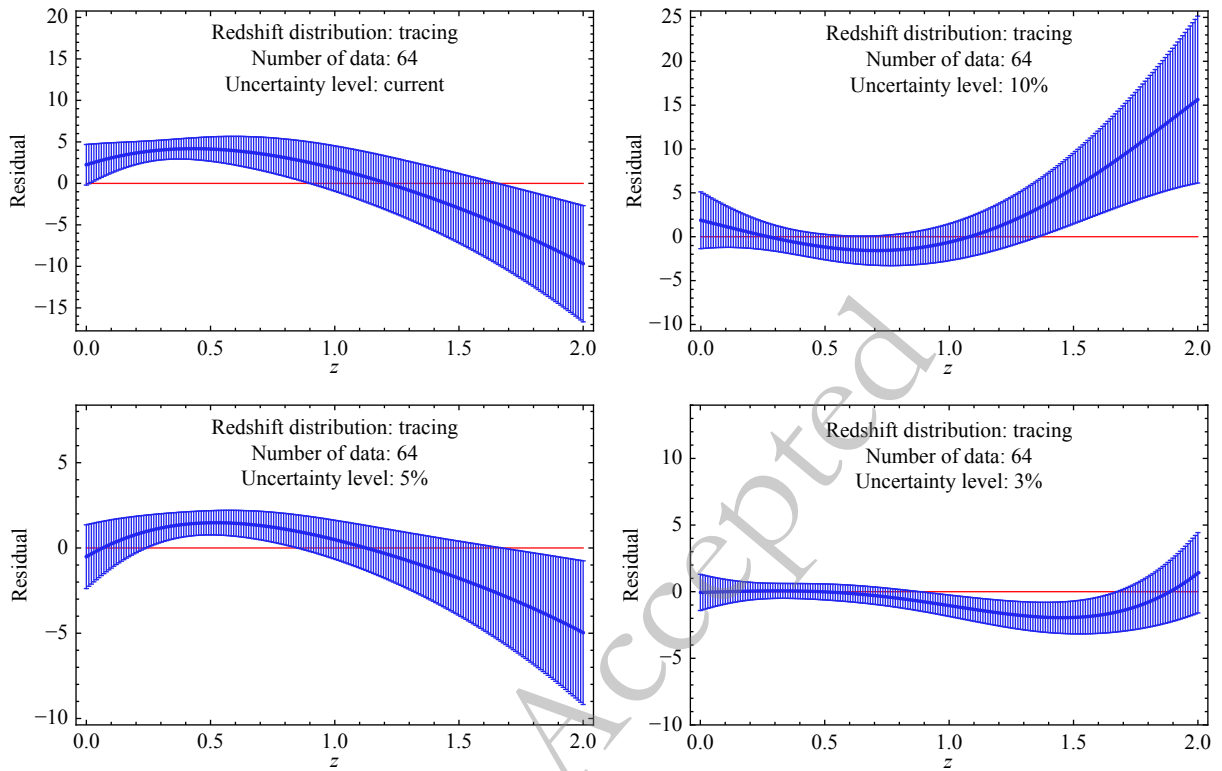 20
15
10
5
0
−5
−10
−15
Residual
Redshift distribution: tracing
Number of data: 64
Uncertainty level: current
0.0 0.5 1.0 1.5 2.0
z
25
20
15
10
5
0
−5
−10
Residual
Redshift distribution: tracing
Number of data: 64
Uncertainty level: 10%
0.0 0.5 1.0 1.5 2.0
z
5
0
−5
−10
Residual
Redshift distribution: tracing
Number of data: 64
Uncertainty level: 5%
0.0 0.5 1.0 1.5 2.0
z
10
5
0
−5
−10
Residual
Redshift distribution: tracing
Number of data: 64
Uncertainty level: 3%
0.0 0.5 1.0 1.5 2.0
z
Accepted